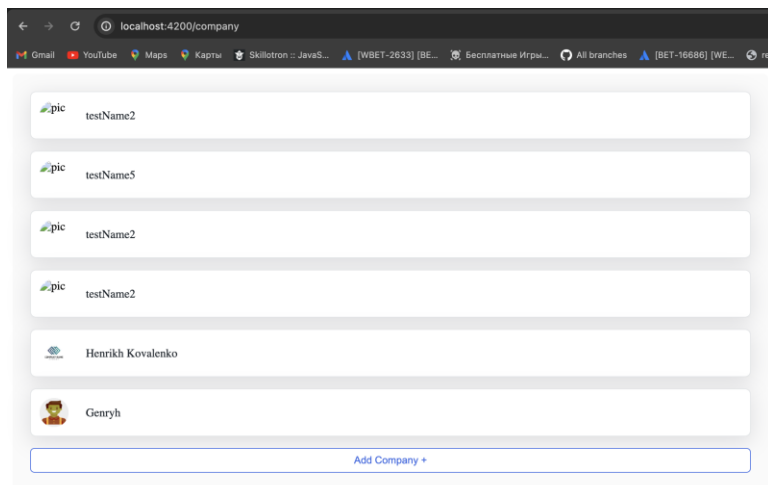 localhost:4200/company
Gmail YouTube Maps Карты Skillotron :: JavaS... [WBET-2633] [BE... Бесплатные Игры... All branches [BET-16686] [WE... re
pic testName2
pic testName5
pic testName2
pic testName2
Henrikh Kovalenko
Genryh
Add Company +